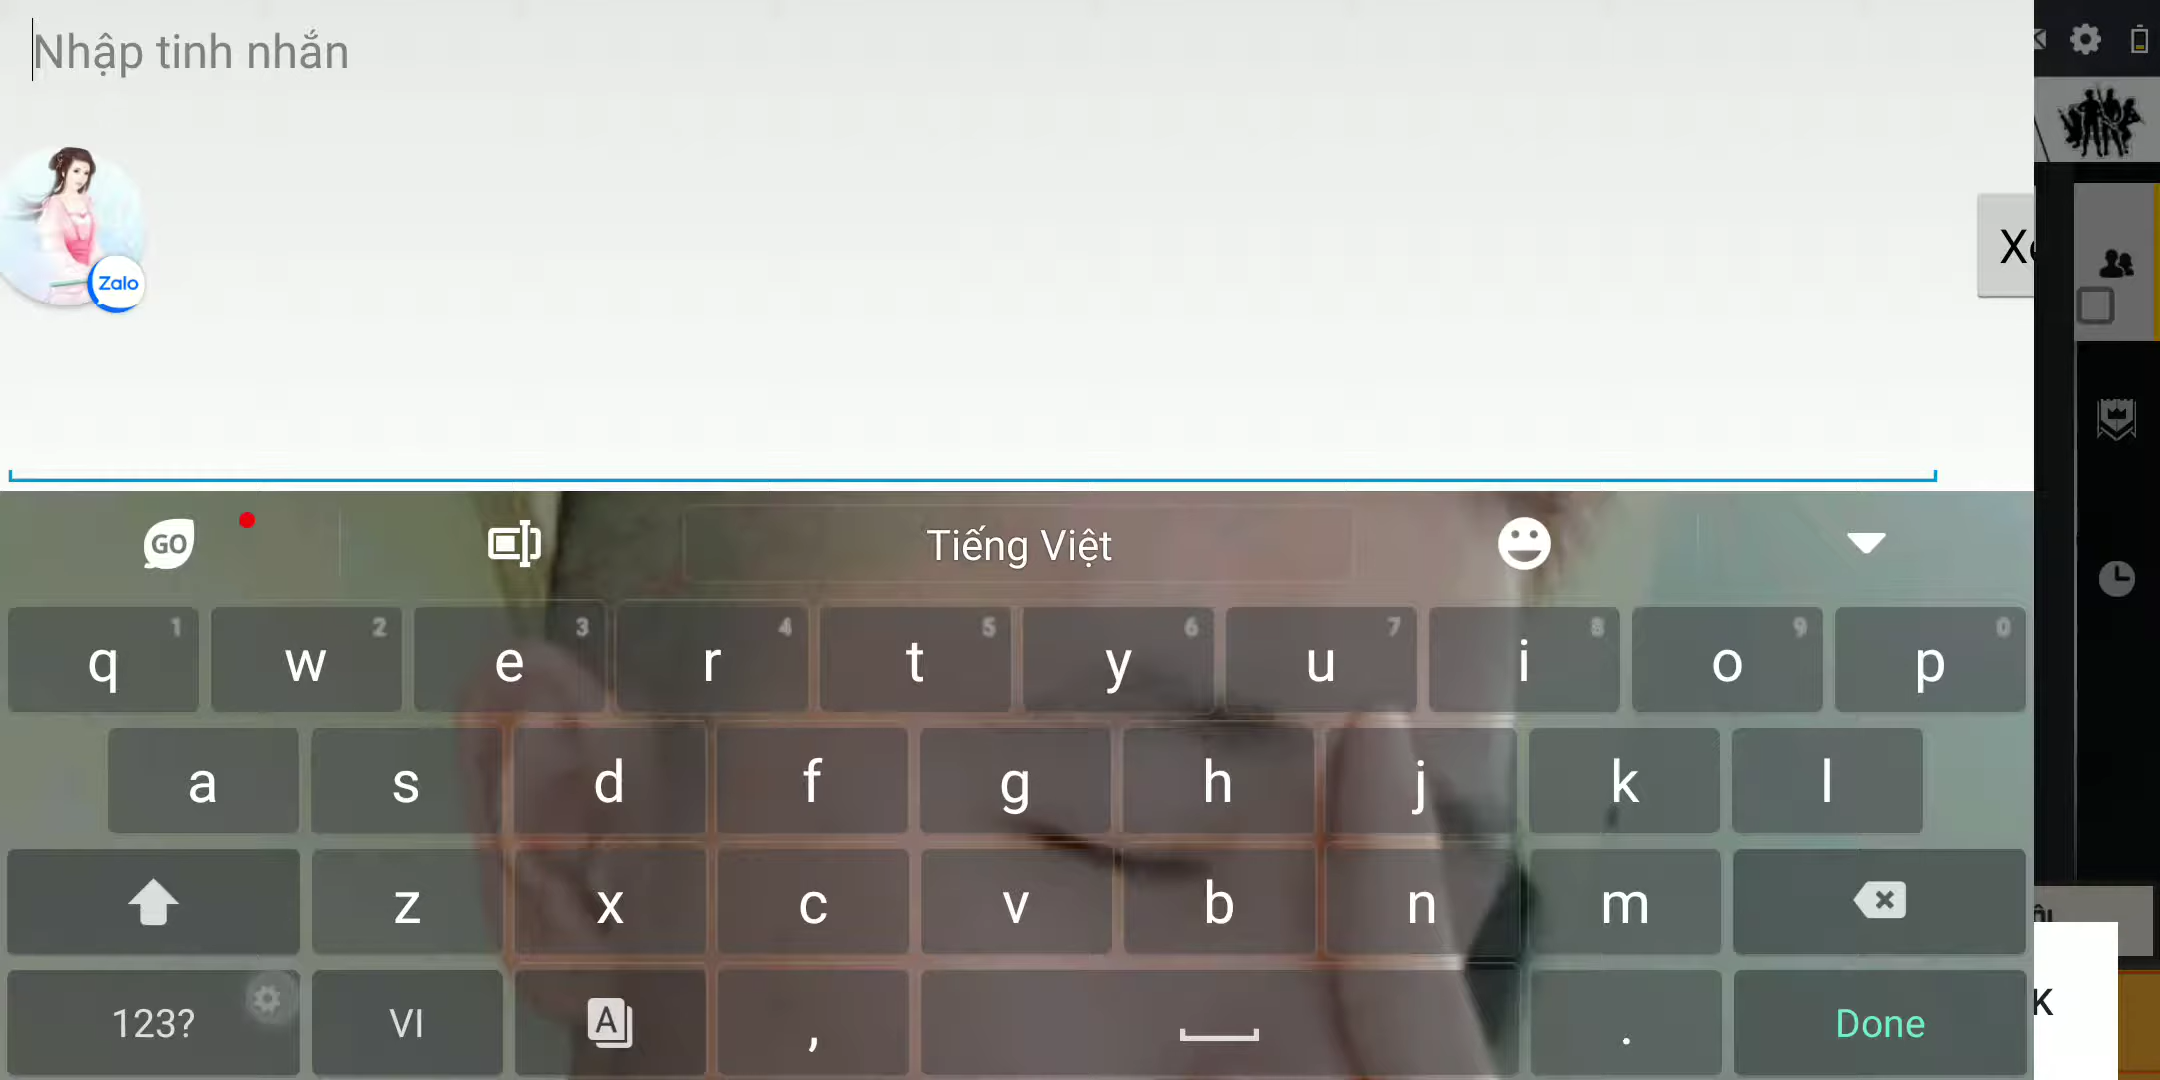 Nhập tinh nhắn
Zalo
GO
Tiếng Việt
q 1 w 2 e 3 r 4 t 5 y 6 u 7 i 8 o 9 p 0
a s d f g h j k l
z x c v b n m
123? VI A , . Done
K